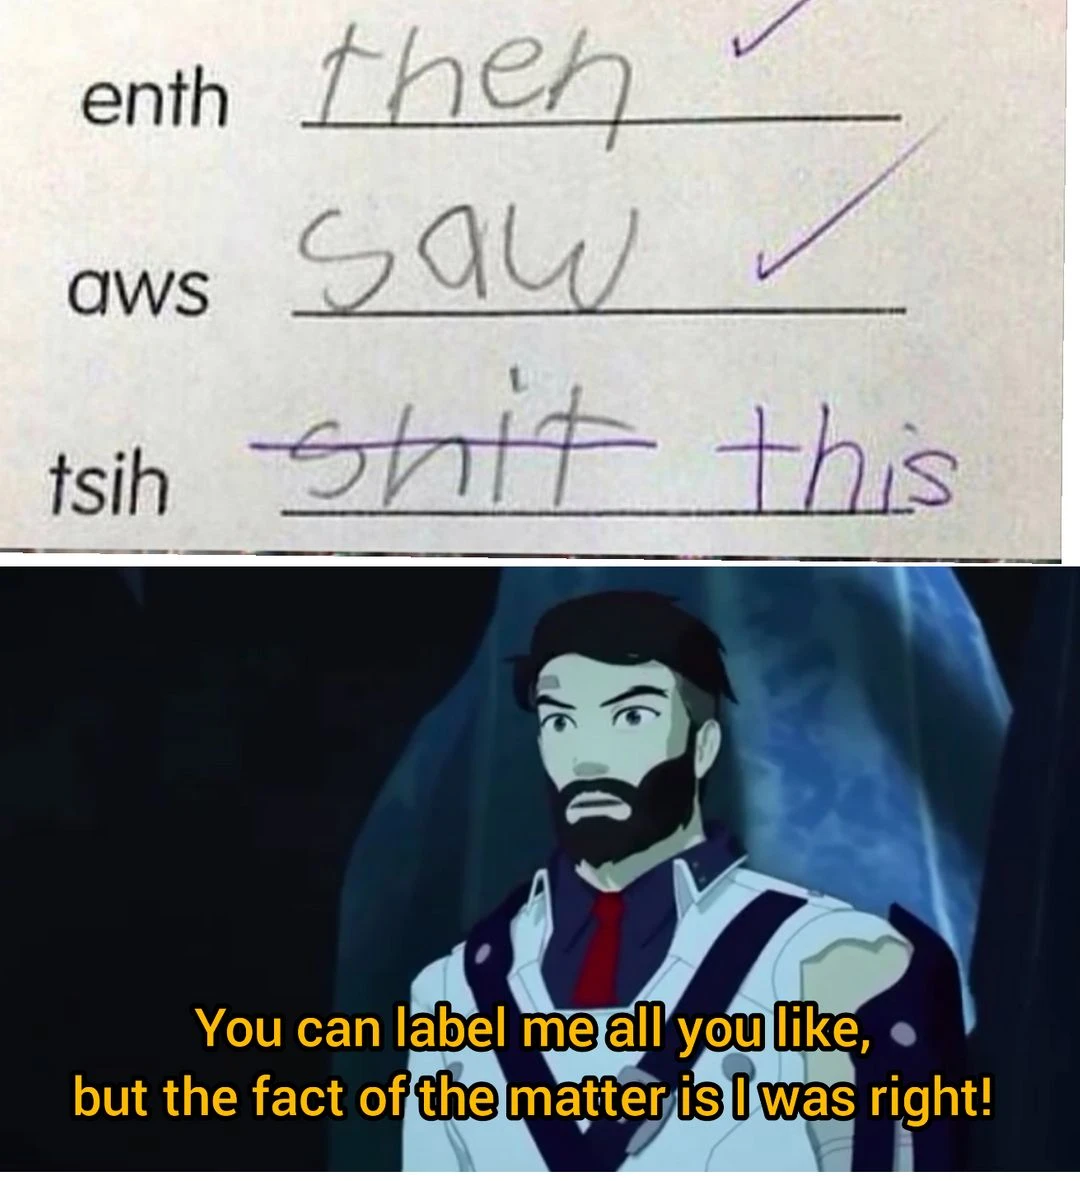 enth then
aws saw
tsih shit this
You can label me all you like,
but the fact of the matter is I was right!